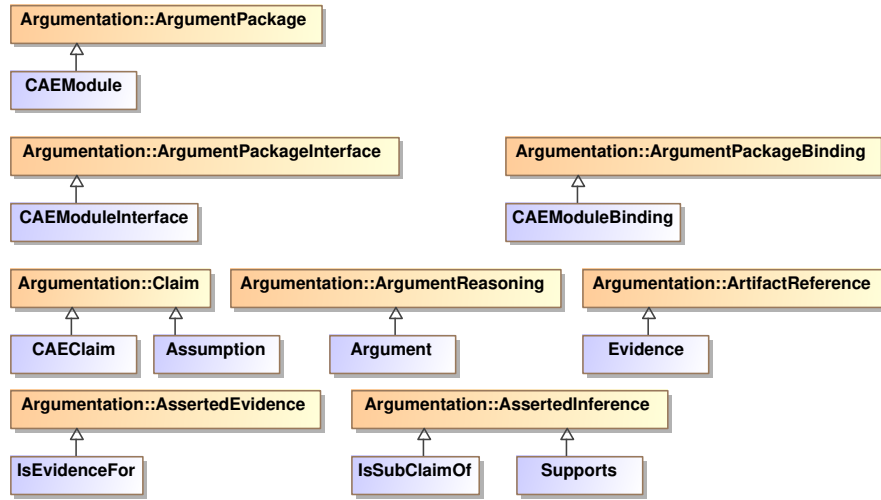 Argumentation::ArgumentPackage
CAEModule
Argumentation::ArgumentPackageInterface
Argumentation::ArgumentPackageBinding
CAEModuleInterface
CAEModuleBinding
Argumentation::Claim
Argumentation::ArgumentReasoning
Argumentation::ArtifactReference
CAEClaim
Assumption
Argument
Evidence
Argumentation::AssertedEvidence
Argumentation::AssertedInference
IsEvidenceFor
IsSubClaimOf
Supports